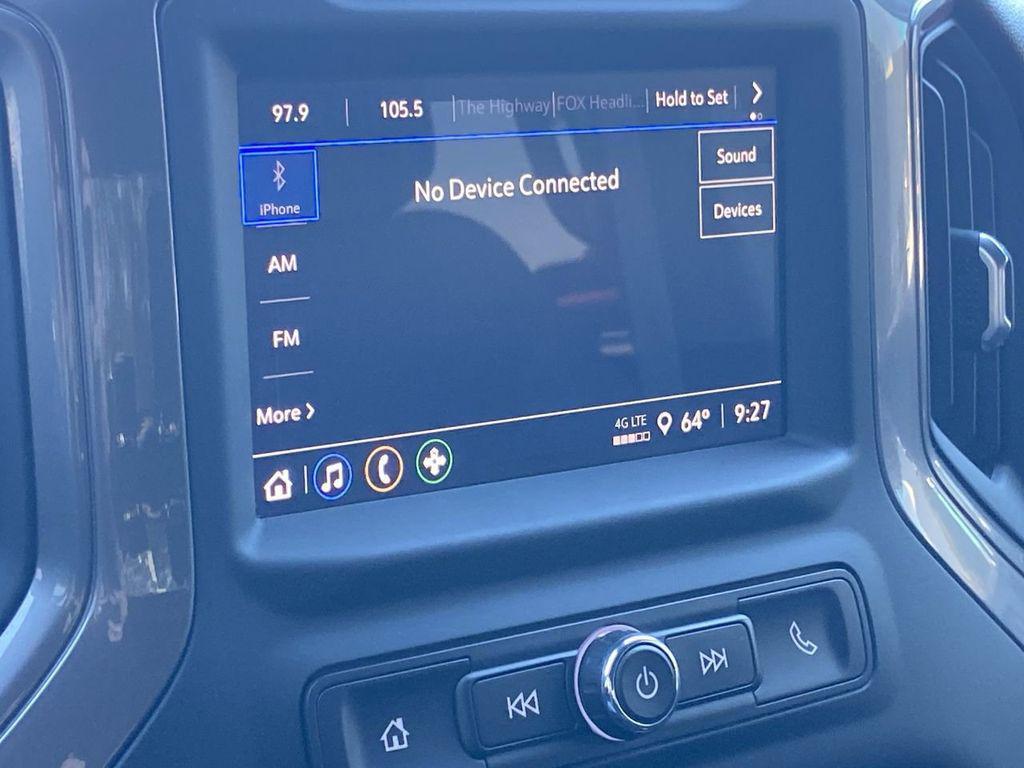 97.9 105.5 The Highway FOX Headli... Hold to Set
iPhone
No Device Connected
Sound
Devices
AM
FM
More
4G LTE 64° 9:27